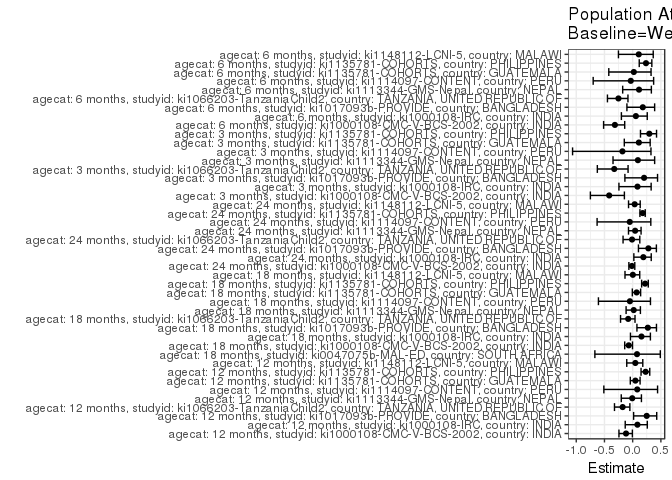 Population At
Baseline=We
agecat: 6 months, studyid: ki1148112-LCNI-5, country: MALAWI
agecat: 6 months, studyid: ki1135781-COHORTS, country: PHILIPPINES
agecat: 6 months, studyid: ki1135781-COHORTS, country: GUATEMALA
agecat: 6 months, studyid: ki1114097-CONTENT, country: PERU
agecat: 6 months, studyid: ki1113344-GMS-Nepal, country: NEPAL
agecat: 6 months, studyid: ki1066203-TanzaniaChild2, country: TANZANIA, UNITED REPUBLIC OF
agecat: 6 months, studyid: ki1017093b-PROVIDE, country: BANGLADESH
agecat: 6 months, studyid: ki1000108-IRC, country: INDIA
agecat: 6 months, studyid: ki1000108-CMC-V-BCS-2002, country: INDIA
agecat: 3 months, studyid: ki1135781-COHORTS, country: PHILIPPINES
agecat: 3 months, studyid: ki1135781-COHORTS, country: GUATEMALA
agecat: 3 months, studyid: ki1114097-CONTENT, country: PERU
agecat: 3 months, studyid: ki1113344-GMS-Nepal, country: NEPAL
agecat: 3 months, studyid: ki1066203-TanzaniaChild2, country: TANZANIA, UNITED REPUBLIC OF
agecat: 3 months, studyid: ki1017093b-PROVIDE, country: BANGLADESH
agecat: 3 months, studyid: ki1000108-IRC, country: INDIA
agecat: 3 months, studyid: ki1000108-CMC-V-BCS-2002, country: INDIA
agecat: 24 months, studyid: ki1148112-LCNI-5, country: MALAWI
agecat: 24 months, studyid: ki1135781-COHORTS, country: PHILIPPINES
agecat: 24 months, studyid: ki1114097-CONTENT, country: PERU
agecat: 24 months, studyid: ki1113344-GMS-Nepal, country: NEPAL
agecat: 24 months, studyid: ki1066203-TanzaniaChild2, country: TANZANIA, UNITED REPUBLIC OF
agecat: 24 months, studyid: ki1017093b-PROVIDE, country: BANGLADESH
agecat: 24 months, studyid: ki1000108-IRC, country: INDIA
agecat: 24 months, studyid: ki1000108-CMC-V-BCS-2002, country: INDIA
agecat: 18 months, studyid: ki1148112-LCNI-5, country: MALAWI
agecat: 18 months, studyid: ki1135781-COHORTS, country: PHILIPPINES
agecat: 18 months, studyid: ki1135781-COHORTS, country: GUATEMALA
agecat: 18 months, studyid: ki1114097-CONTENT, country: PERU
agecat: 18 months, studyid: ki1113344-GMS-Nepal, country: NEPAL
agecat: 18 months, studyid: ki1066203-TanzaniaChild2, country: TANZANIA, UNITED REPUBLIC OF
agecat: 18 months, studyid: ki1017093b-PROVIDE, country: BANGLADESH
agecat: 18 months, studyid: ki1000108-IRC, country: INDIA
agecat: 18 months, studyid: ki1000108-CMC-V-BCS-2002, country: INDIA
agecat: 18 months, studyid: ki0047075b-MAL-ED, country: SOUTH AFRICA
agecat: 12 months, studyid: ki1148112-LCNI-5, country: MALAWI
agecat: 12 months, studyid: ki1135781-COHORTS, country: PHILIPPINES
agecat: 12 months, studyid: ki1135781-COHORTS, country: GUATEMALA
agecat: 12 months, studyid: ki1114097-CONTENT, country: PERU
agecat: 12 months, studyid: ki1113344-GMS-Nepal, country: NEPAL
agecat: 12 months, studyid: ki1066203-TanzaniaChild2, country: TANZANIA, UNITED REPUBLIC OF
agecat: 12 months, studyid: ki1017093b-PROVIDE, country: BANGLADESH
agecat: 12 months, studyid: ki1000108-IRC, country: INDIA
agecat: 12 months, studyid: ki1000108-CMC-V-BCS-2002, country: INDIA
-1.0 -0.5 0.0 0.5
Estimate